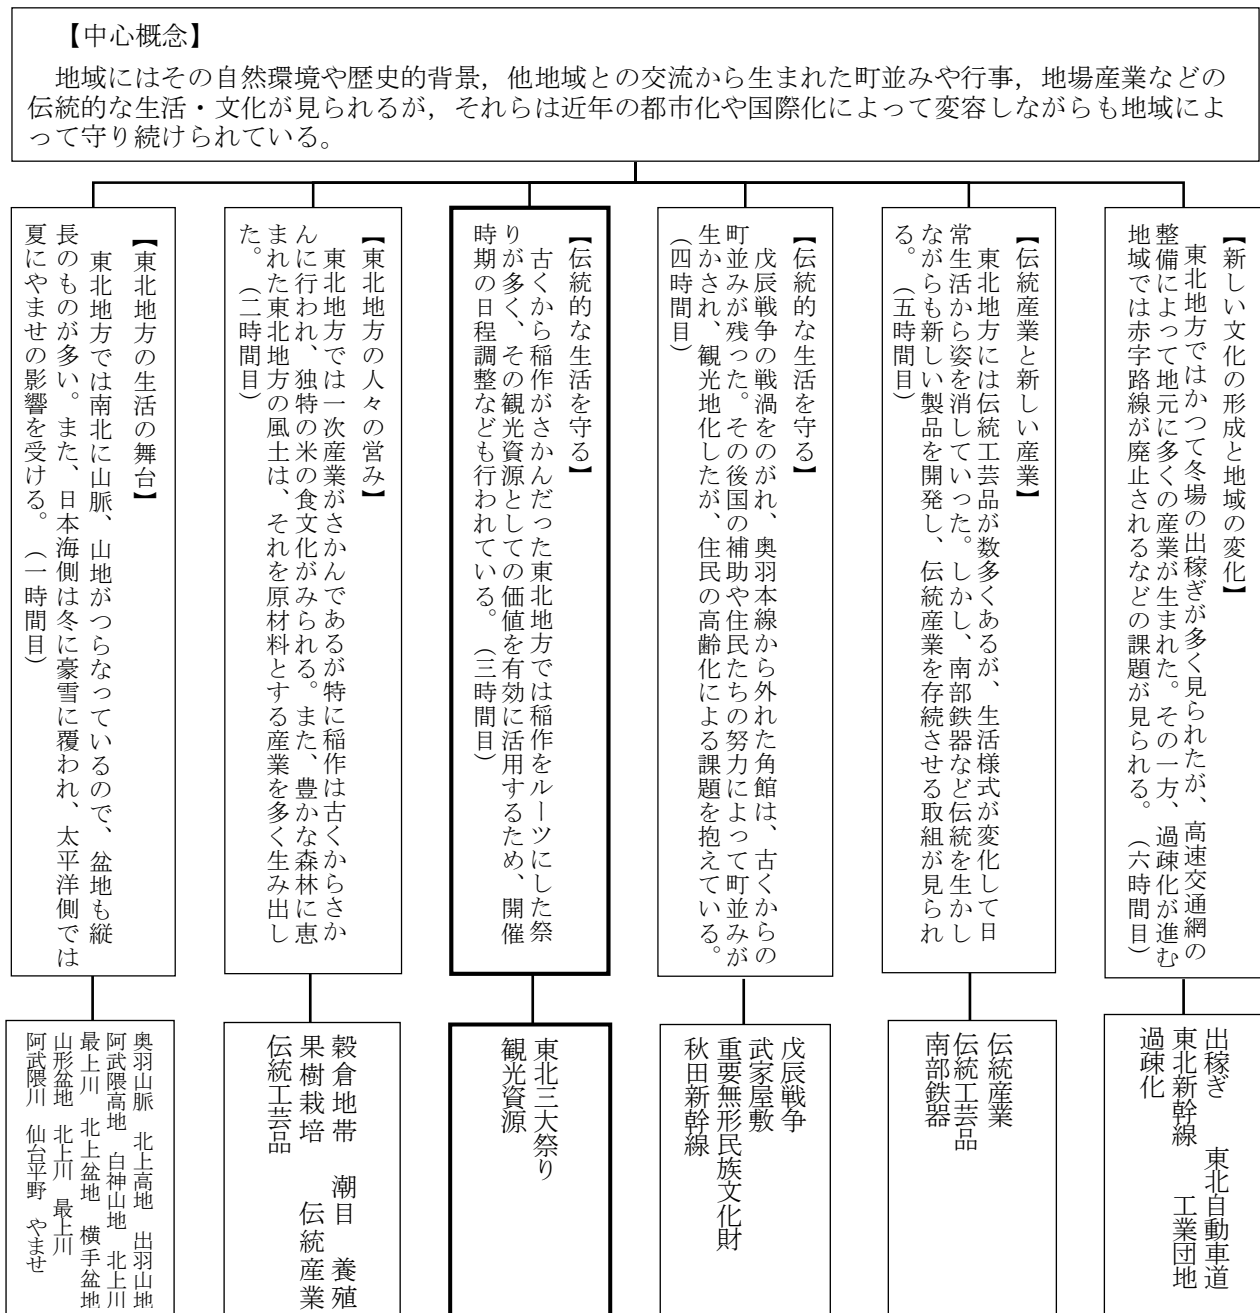 【中心概念】
地域にはその自然環境や歴史的背景，他地域との交流から生まれた町並みや行事，地場産業などの
伝統的な生活・文化が見られるが，それらは近年の都市化や国際化によって変容しながらも地域によ
って守り続けられている。
【新しい文化の形成と地域の変化】
東北地方ではかつて冬場の出稼ぎが多く見られたが、高速交通網の
整備によって地元に多くの産業が生まれた。その一方、過疎化が進む
地域では赤字路線が廃止されるなどの課題が見られる。（六時間目）
【伝統産業と新しい産業】
東北地方には伝統工芸品が数多くあるが、生活様式が変化して日
常生活から姿を消していった。しかし、南部鉄器など伝統を生かし
ながらも新しい製品を開発し、伝統産業を存続させる取組が見られ
る。（五時間目）
【伝統的な生活を守る】
戊辰戦争の戦渦をのがれ、奥羽本線から外れた角館は、古くからの
町並みが残った。その後国の補助や住民たちの努力によって町並みが
生かされ、観光地化したが、住民の高齢化による課題を抱えている。
（四時間目）
【伝統的な生活を守る】
古くから稲作がさかんだった東北地方では稲作をルーツにした祭
りが多く、その観光資源としての価値を有効に活用するため、開催
時期の日程調整なども行われている。（三時間目）
【東北地方の人々の営み】
東北地方では一次産業がさかんであるが特に稲作は古くからさか
んに行われ、独特の米の食文化がみられる。また、豊かな森林に恵
まれた東北地方の風土は、それを原材料とする産業を多く生み出し
た。（二時間目）
【東北地方の生活の舞台】
東北地方では南北に山脈、山地がつらなっているので、盆地も縦
長のものが多い。また、日本海側は冬に豪雪に覆われ、太平洋側では
夏にやませの影響を受ける。（一時間目）
出稼ぎ 東北自動車道
東北新幹線 工業団地
過疎化
伝統産業
伝統工芸品
南部鉄器
戊辰戦争
武家屋敷
重要無形民族文化財
秋田新幹線
東北三大祭り
観光資源
穀倉地帯 潮目 養殖
果樹栽培 伝統産業
伝統工芸品
奥羽山脈 北上高地 出羽山地
阿武隈高地 白神山地 北上川
最上川 北上盆地 横手盆地
山形盆地 北上川 最上川
阿武隈川 仙台平野 やませ